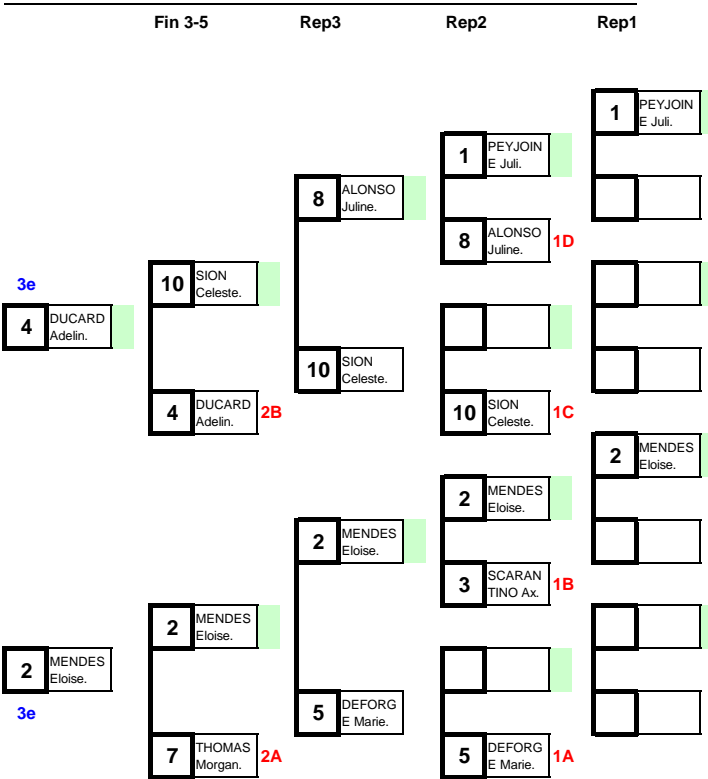 Fin 3-5 Rep3 Rep2 Rep1
1 PEYJOIN
E Juli.
1 PEYJOIN
E Juli.
8 ALONSO
Juline.
8 ALONSO 1D
Juline.
3e
10 SION
Celeste.
4 DUCARD
Adelin.
10 SION
Celeste.
4 DUCARD 2B
Adelin.
10 SION 1C
Celeste.
2 MENDES
Eloise.
2 MENDES
Eloise.
2 MENDES
Eloise.
3 SCARAN 1B
TINO Ax.
2 MENDES
Eloise.
2 MENDES
Eloise.
3e
5 DEFORG
E Marie.
7 THOMAS 2A
Morgan.
5 DEFORG 1A
E Marie.